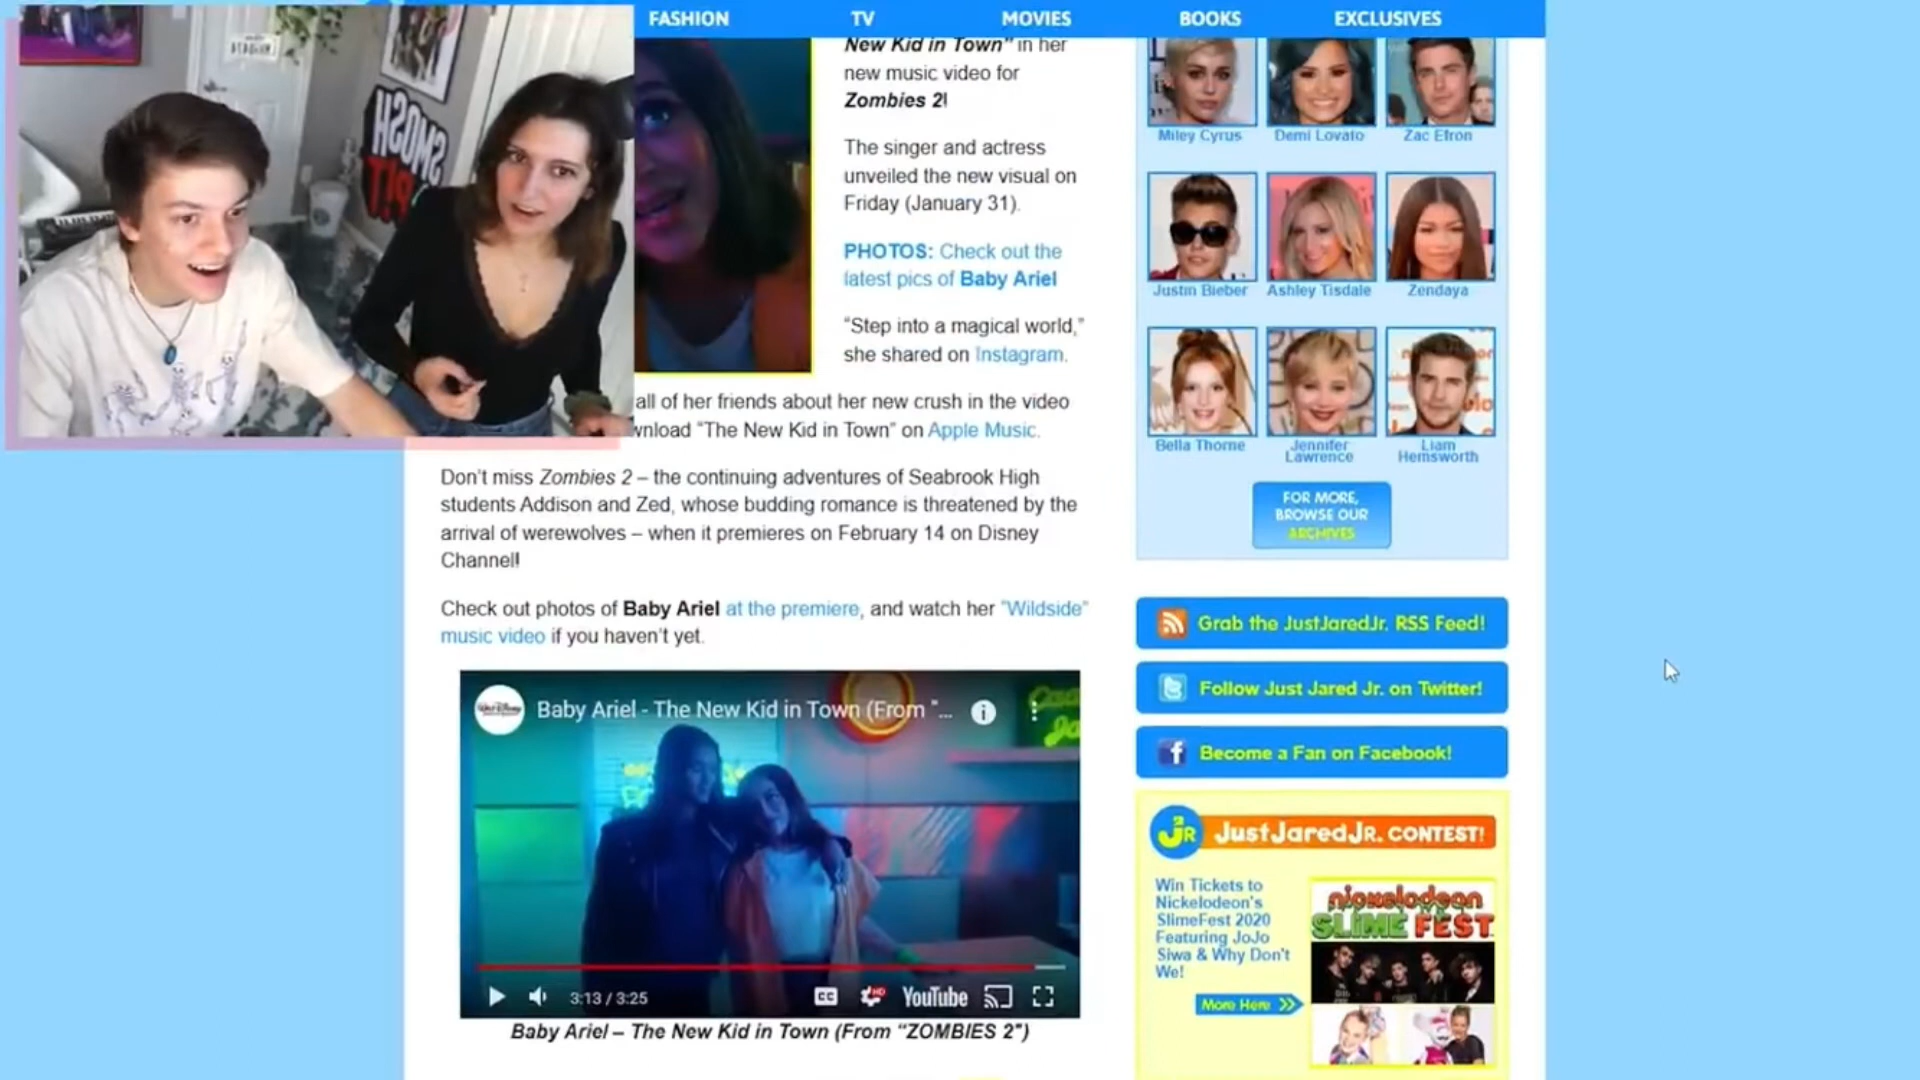 FASHION
TV
MOVIES
BOOKS
EXCLUSIVES
SMOSH
PIT
New Kid in Town" in her
new music video for
Zombies 2!
The singer and actress
unveiled the new visual on
Friday (January 31).
PHOTOS: Check out the
latest pics of Baby Ariel
“Step into a magical world,”
she shared on Instagram.
all of her friends about her new crush in the video
wnload “The New Kid in Town” on Apple Music.
Don’t miss Zombies 2 – the continuing adventures of Seabrook High
students Addison and Zed, whose budding romance is threatened by the
arrival of werewolves – when it premieres on February 14 on Disney
Channel!
Check out photos of Baby Ariel at the premiere, and watch her “Wildside”
music video if you haven’t yet.
Baby Ariel - The New Kid in Town (From "...
3:13 / 3:25
CC
HD
YouTube
Baby Ariel – The New Kid in Town (From “ZOMBIES 2”)
Miley Cyrus
Demi Lovato
Zac Efron
Justin Bieber
Ashley Tisdale
Zendaya
Bella Thorne
Jennifer
Lawrence
Liam
Hemsworth
FOR MORE,
BROWSE OUR
ARCHIVES
Grab the JustJaredJr. RSS Feed!
Follow Just Jared Jr. on Twitter!
Become a Fan on Facebook!
JR JustJaredJr. CONTEST!
Win Tickets to
Nickelodeon's
SlimeFest 2020
Featuring JoJo
Siwa & Why Don't
We!
More Here
nickelodeon
SLIME FEST